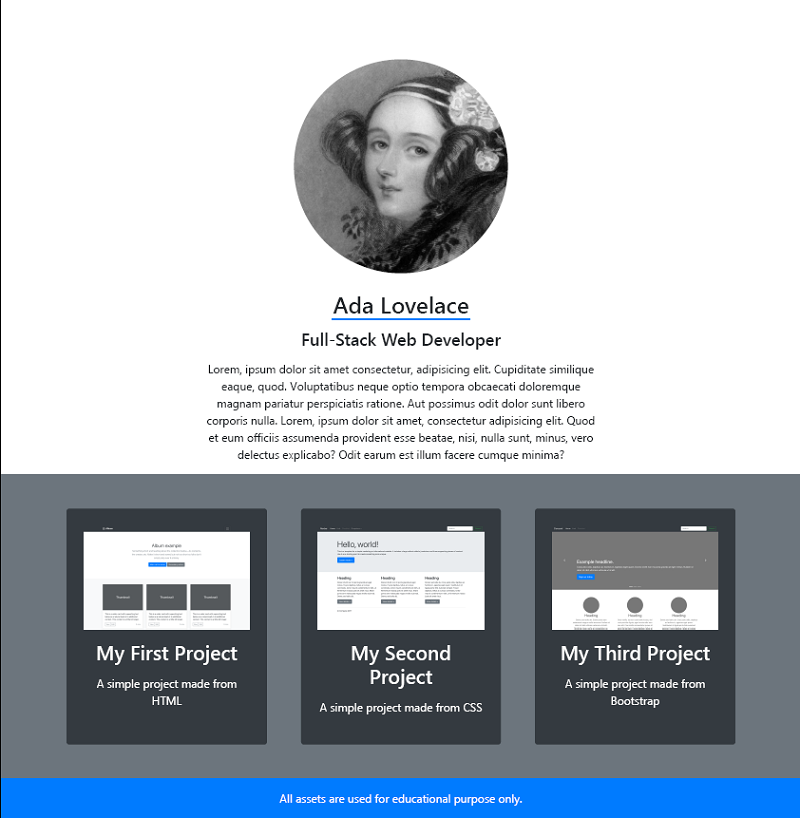 Ada Lovelace
Full-Stack Web Developer
Lorem, ipsum dolor sit amet consectetur, adipisicing elit. Cupiditate similique
eaque, quod. Voluptatibus neque optio tempora obcaecati doloremque
magnam pariatur perspiciatis ratione. Aut possimus odit dolor sunt libero
corporis nulla. Lorem, ipsum dolor sit amet, consectetur adipisicing elit. Quod
et eum officiis assumenda provident esse beatae, nisi, nulla sunt, minus, vero
delectus explicabo? Odit earum est illum facere cumque minima?
Album example
My First Project
A simple project made from
HTML
Hello, world!
Heading Heading Heading
My Second
Project
A simple project made from CSS
Example headline.
Heading Heading Heading
My Third Project
A simple project made from
Bootstrap
All assets are used for educational purpose only.